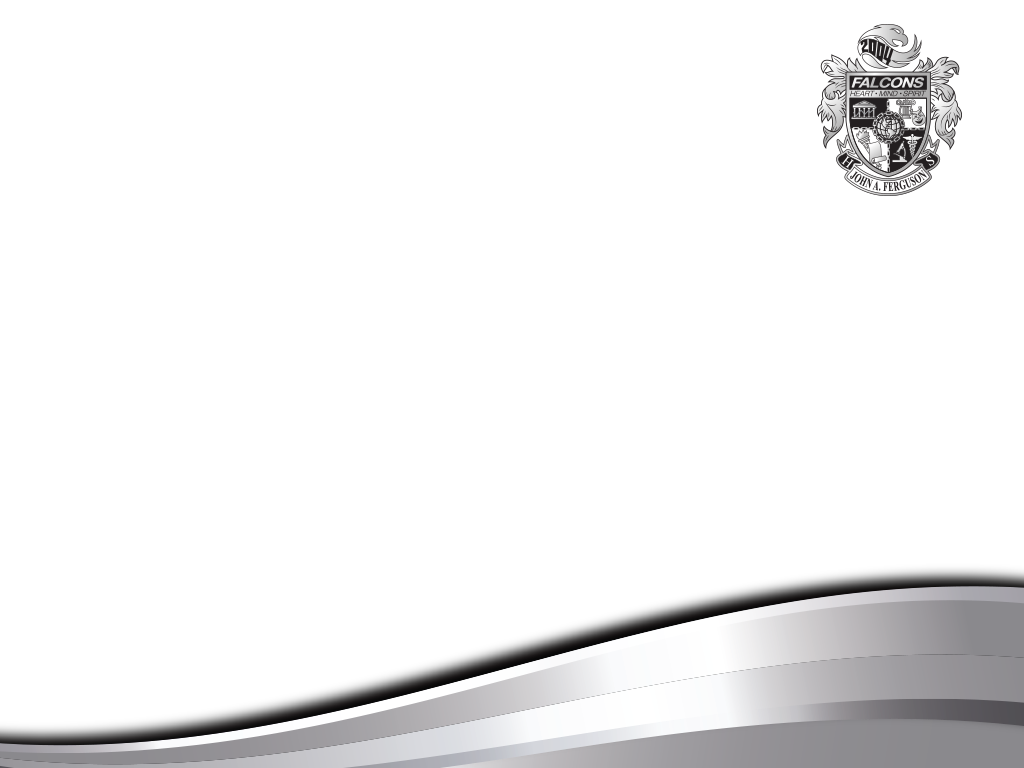 2004
FALCONS
HEART • MIND • SPIRIT
H S
JOHN A. FERGUSON